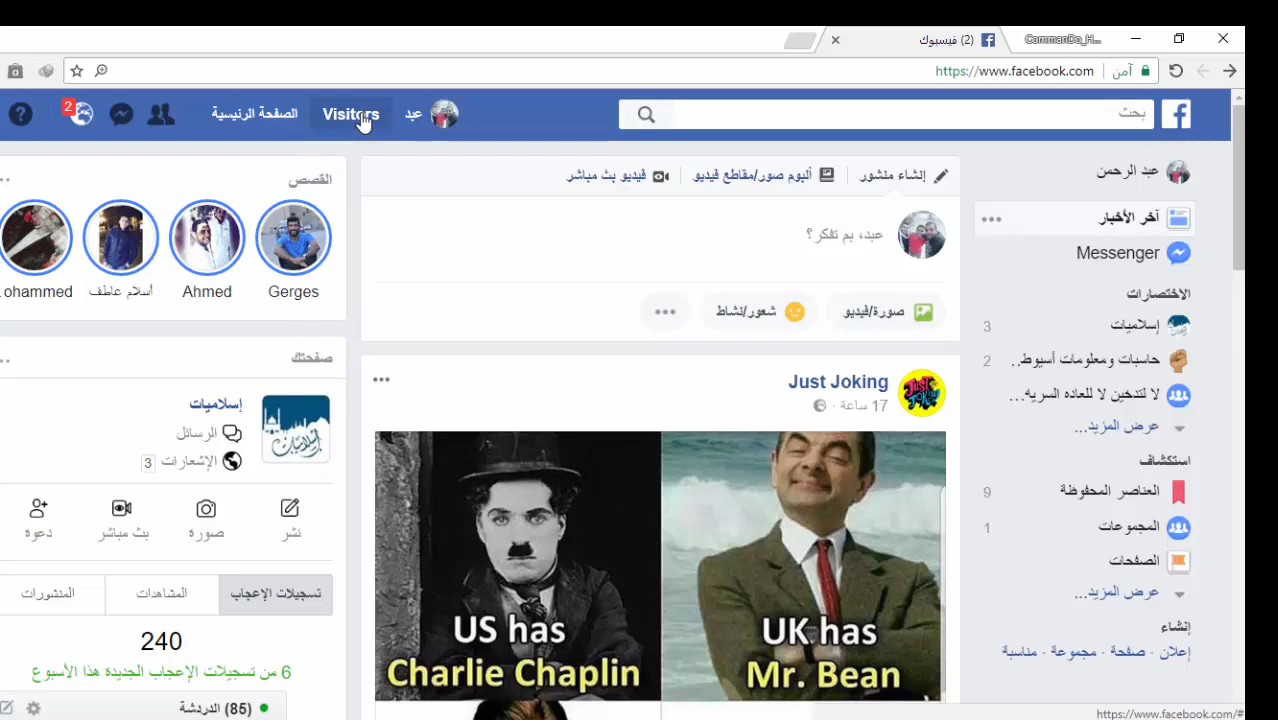 CommanDo_H...
(2) فيسبوك
https://www.facebook.com
آمن
بحث
عبد
Visitors
الصفحة الرئيسية
2
عبد الرحمن
آخر الأخبار
Messenger
الاختصارات
إسلاميات
3
حاسبات ومعلومات أسيوط..
2
لا لتدخين لا للعاده السريه...
عرض المزيد...
استكشاف
العناصر المحفوظة
9
المجموعات
1
الصفحات
عرض المزيد...
إنشاء
إعلان · صفحة · مجموعة · مناسبة
إنشاء منشور
ألبوم صور/مقاطع فيديو
فيديو بث مباشر
عبد، بم تفكر؟
صورة/فيديو
شعور/نشاط
Just Joking
17 ساعة
US has
Charlie Chaplin
UK has
Mr. Bean
القصص
Gerges
Ahmed
أسلام عاطف
ohammed
صفحتك
إسلاميات
الرسائل
الإشعارات
3
نشر
صورة
بث مباشر
دعوة
تسجيلات الإعجاب
المشاهدات
المنشورات
240
6 من تسجيلات الإعجاب الجديدة هذا الأسبوع
الدردشة (85)
https://www.facebook.com/#